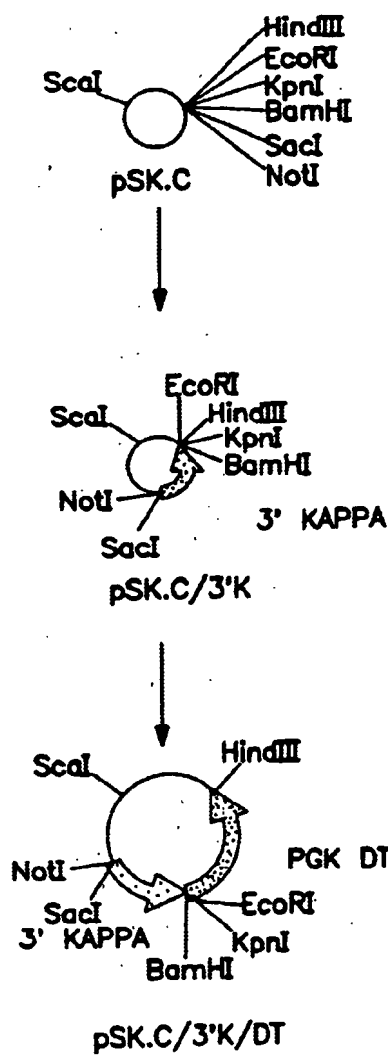 HindIII
EcoRI
ScaI
KpnI
BamHI
SacI
NotI
pSK.C
EcoRI
ScaI
HindIII
KpnI
BamHI
NotI
3' KAPPA
SacI
pSK.C/3'K
HindIII
ScaI
PGK DT
NotI
EcoRI
SacI
3' KAPPA
KpnI
BamHI
pSK.C/3'K/DT